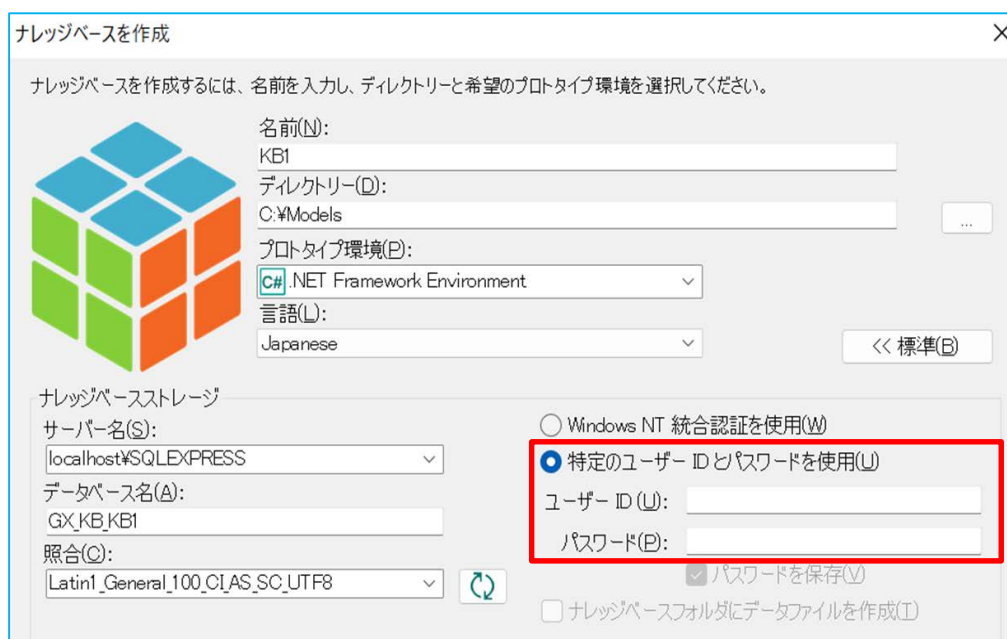 ナレッジベースを作成
ナレッジベースを作成するには、名前を入力し、ディレクトリーと希望のプロトタイプ環境を選択してください。
名前(N):
KB1
ディレクトリー(D):
C:¥Models
...
プロトタイプ環境(P):
C# .NET Framework Environment
言語(L):
Japanese
<< 標準(B)
ナレッジベースストレージ
サーバー名(S):
localhost¥SQLEXPRESS
データベース名(A):
GX_KB_KB1
照合(C):
Latin1_General_100_CI_AS_SC_UTF8
Windows NT 統合認証を使用(W)
特定のユーザー ID とパスワードを使用(U)
ユーザー ID (U):
パスワード(P):
パスワードを保存(V)
ナレッジベースフォルダにデータファイルを作成(T)